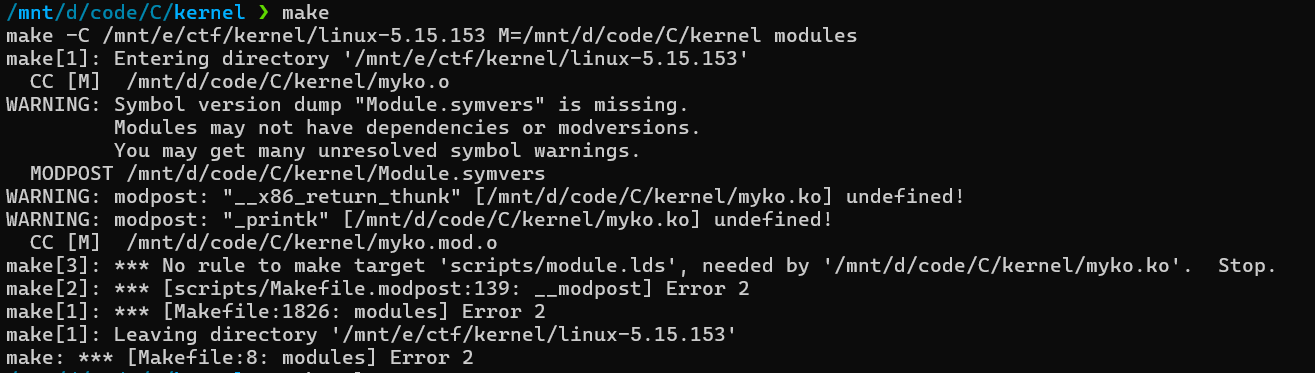 /mnt/d/code/C/kernel ❯ make
make -C /mnt/e/ctf/kernel/linux-5.15.153 M=/mnt/d/code/C/kernel modules
make[1]: Entering directory '/mnt/e/ctf/kernel/linux-5.15.153'
  CC [M]  /mnt/d/code/C/kernel/myko.o
WARNING: Symbol version dump "Module.symvers" is missing.
         Modules may not have dependencies or modversions.
         You may get many unresolved symbol warnings.
  MODPOST /mnt/d/code/C/kernel/Module.symvers
WARNING: modpost: "__x86_return_thunk" [/mnt/d/code/C/kernel/myko.ko] undefined!
WARNING: modpost: "_printk" [/mnt/d/code/C/kernel/myko.ko] undefined!
  CC [M]  /mnt/d/code/C/kernel/myko.mod.o
make[3]: *** No rule to make target 'scripts/module.lds', needed by '/mnt/d/code/C/kernel/myko.ko'.  Stop.
make[2]: *** [scripts/Makefile.modpost:139: __modpost] Error 2
make[1]: *** [Makefile:1826: modules] Error 2
make[1]: Leaving directory '/mnt/e/ctf/kernel/linux-5.15.153'
make: *** [Makefile:8: modules] Error 2